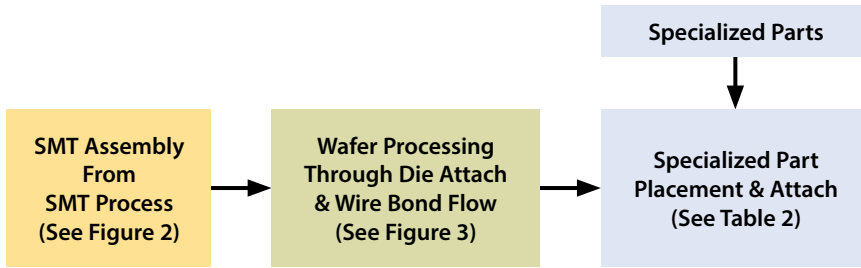 Specialized Parts
SMT Assembly
From
SMT Process
(See Figure 2)
Wafer Processing
Through Die Attach
& Wire Bond Flow
(See Figure 3)
Specialized Part
Placement & Attach
(See Table 2)